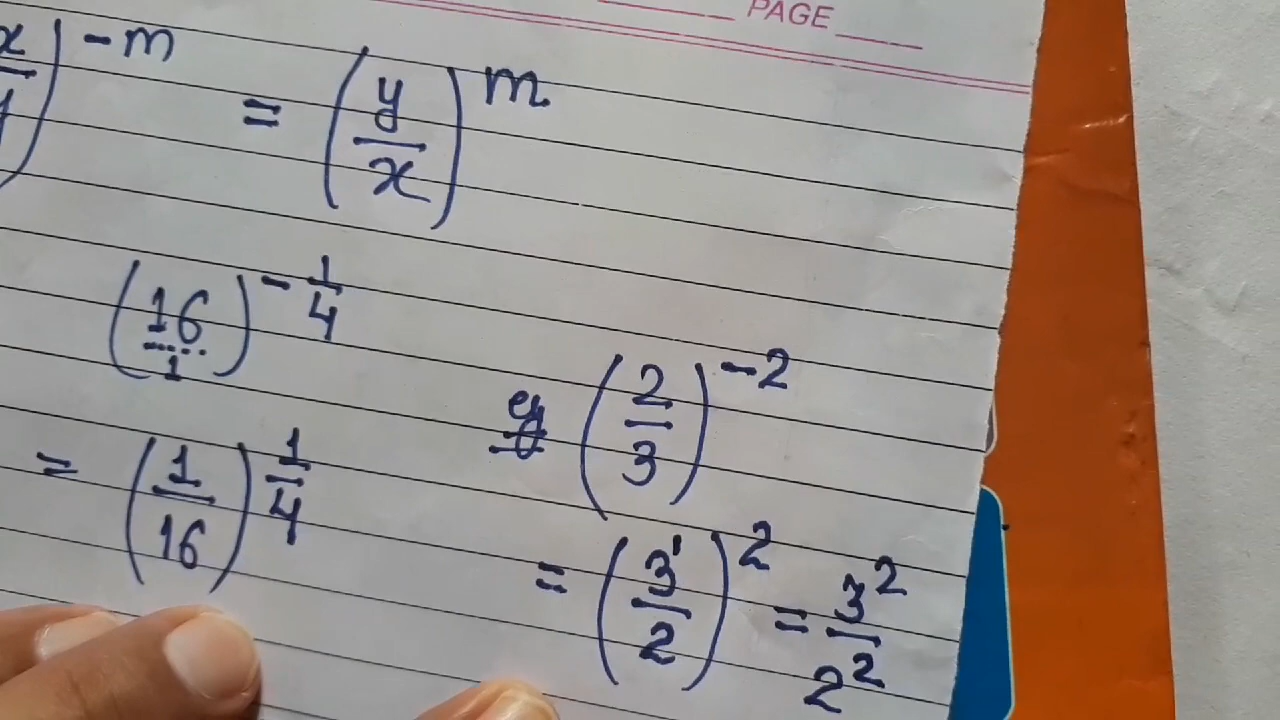 PAGE
(x/y)^-m = (y/x)^m
(16/1)^-1/4
eg (2/3)^-2
= (1/16)^1/4
= (3/2)^2 = 3^2/2^2